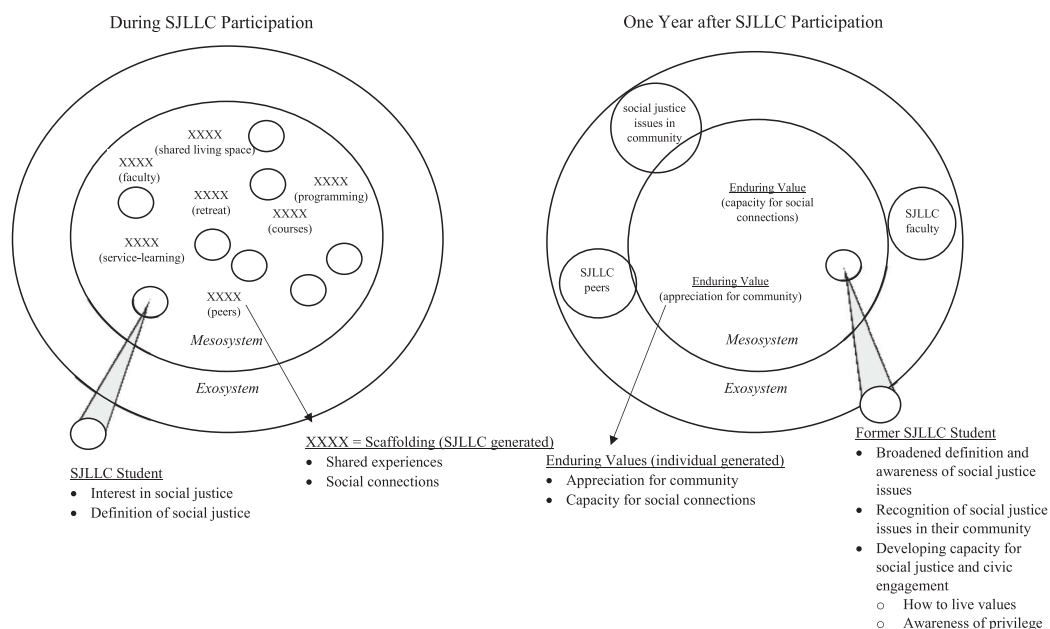 During SJLLC Participation
XXXX
(shared living space)
XXXX
(faculty)
XXXX
(programming)
XXXX
(retreat)
XXXX
(courses)
XXXX
(service-learning)
XXXX
(peers)
Mesosystem
Exosystem
SJLLC Student
• Interest in social justice
• Definition of social justice
XXXX = Scaffolding (SJLLC generated)
• Shared experiences
• Social connections
One Year after SJLLC Participation
social justice
issues in
community
Enduring Value
(capacity for social
connections)
SJLLC
faculty
SJLLC
peers
Enduring Value
(appreciation for community)
Mesosystem
Exosystem
Enduring Values (individual generated)
• Appreciation for community
• Capacity for social connections
Former SJLLC Student
• Broadened definition and
awareness of social justice
issues
• Recognition of social justice
issues in their community
• Developing capacity for
social justice and civic
engagement
o How to live values
o Awareness of privilege